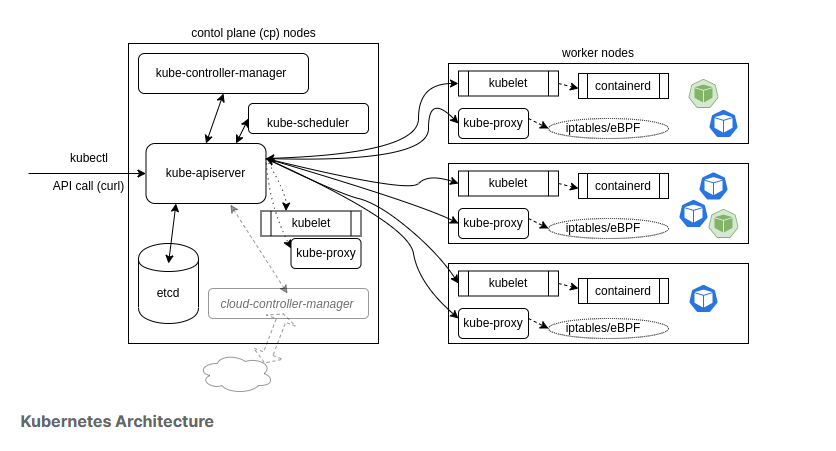 contol plane (cp) nodes
kube-controller-manager
kube-scheduler
kubectl
API call (curl)
kube-apiserver
kubelet
kube-proxy
etcd
cloud-controller-manager
worker nodes
kubelet
containerd
kube-proxy
iptables/eBPF
kubelet
containerd
kube-proxy
iptables/eBPF
kubelet
containerd
kube-proxy
iptables/eBPF
Kubernetes Architecture